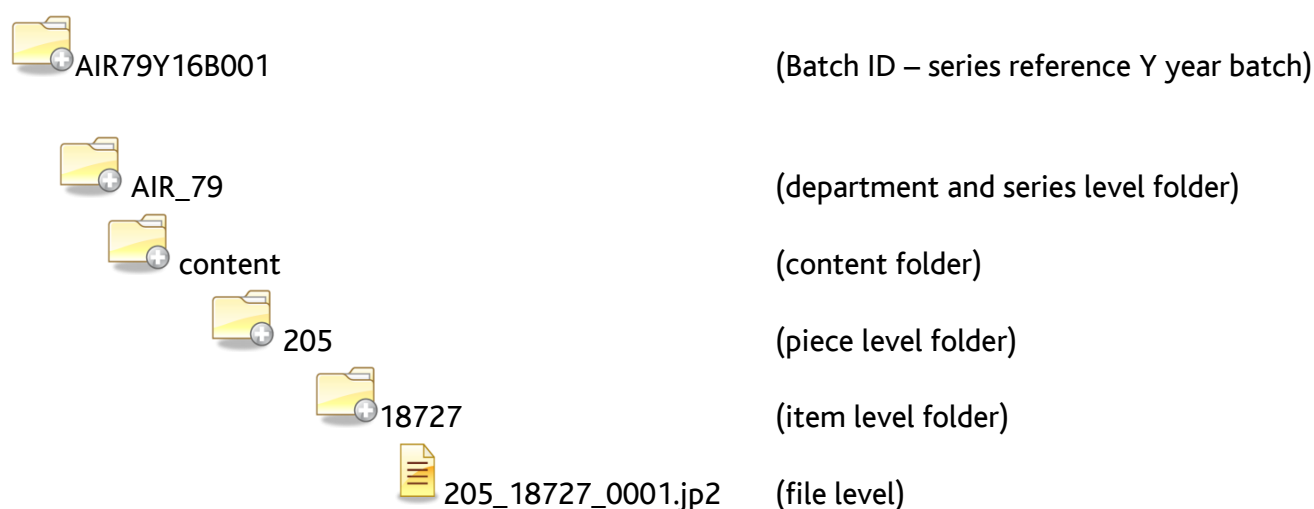 AIR79Y16B001 (Batch ID – series reference Y year batch)
AIR_79 (department and series level folder)
content (content folder)
205 (piece level folder)
18727 (item level folder)
205_18727_0001.jp2 (file level)